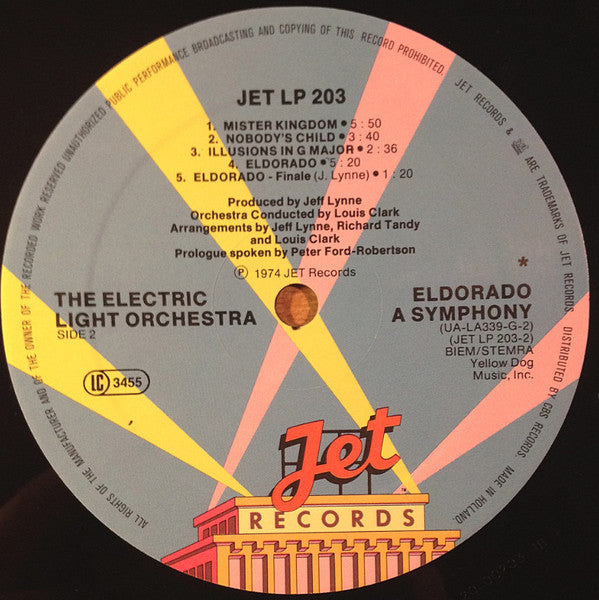 UNAUTHORIZED PUBLIC PERFORMANCE BROADCASTING AND COPYING OF THIS RECORD PROHIBITED.
JET RECORDS & ARE TRADEMARKS OF JET RECORDS. DISTRIBUTED BY CBS RECORDS. MADE IN HOLLAND.
ALL RIGHTS OF THE MANUFACTURER AND OF THE OWNER OF THE RECORDED WORK RESERVED
JET LP 203
1. MISTER KINGDOM • 5 : 50
2. NOBODY'S CHILD • 3 : 40
3. ILLUSIONS IN G MAJOR • 2 : 36
4. ELDORADO • 5 : 20
5. ELDORADO - Finale (J. Lynne) • 1 : 20
Produced by Jeff Lynne
Orchestra Conducted by Louis Clark
Arrangements by Jeff Lynne, Richard Tandy
and Louis Clark
Prologue spoken by Peter Ford-Robertson
℗ 1974 JET Records
THE ELECTRIC
LIGHT ORCHESTRA
SIDE 2
LC 3455
*
ELDORADO
A SYMPHONY
(UA-LA339-G-2)
(JET LP 203-2)
BIEM/STEMRA
Yellow Dog
Music, Inc.
Jet
RECORDS